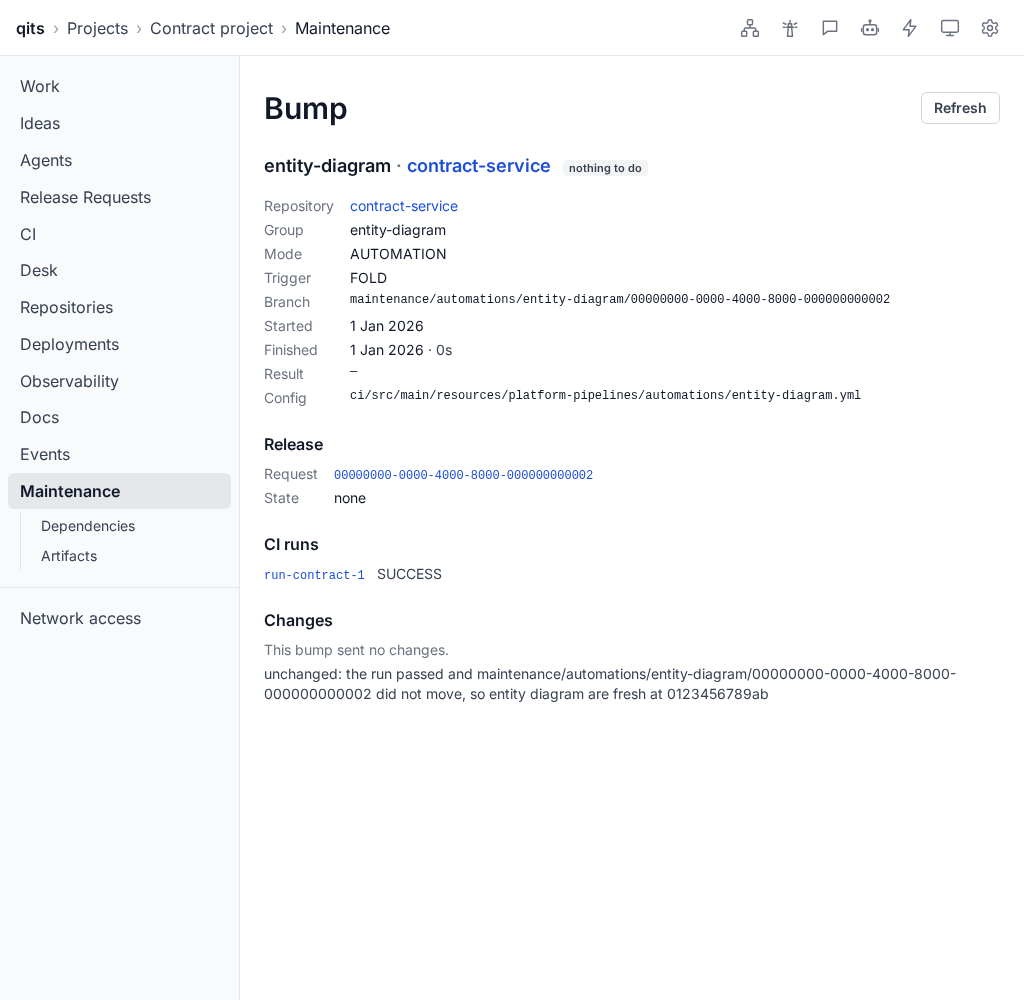 qits › Projects › Contract project › Maintenance
Work
Ideas
Agents
Release Requests
CI
Desk
Repositories
Deployments
Observability
Docs
Events
Maintenance
Dependencies
Artifacts
Network access
Bump
Refresh
entity-diagram · contract-service nothing to do
Repository contract-service
Group entity-diagram
Mode AUTOMATION
Trigger FOLD
Branch maintenance/automations/entity-diagram/00000000-0000-4000-8000-000000000002
Started 1 Jan 2026
Finished 1 Jan 2026 · 0s
Result —
Config ci/src/main/resources/platform-pipelines/automations/entity-diagram.yml
Release
Request 00000000-0000-4000-8000-000000000002
State none
CI runs
run-contract-1 SUCCESS
Changes
This bump sent no changes.
unchanged: the run passed and maintenance/automations/entity-diagram/00000000-0000-4000-8000-
000000000002 did not move, so entity diagram are fresh at 0123456789ab